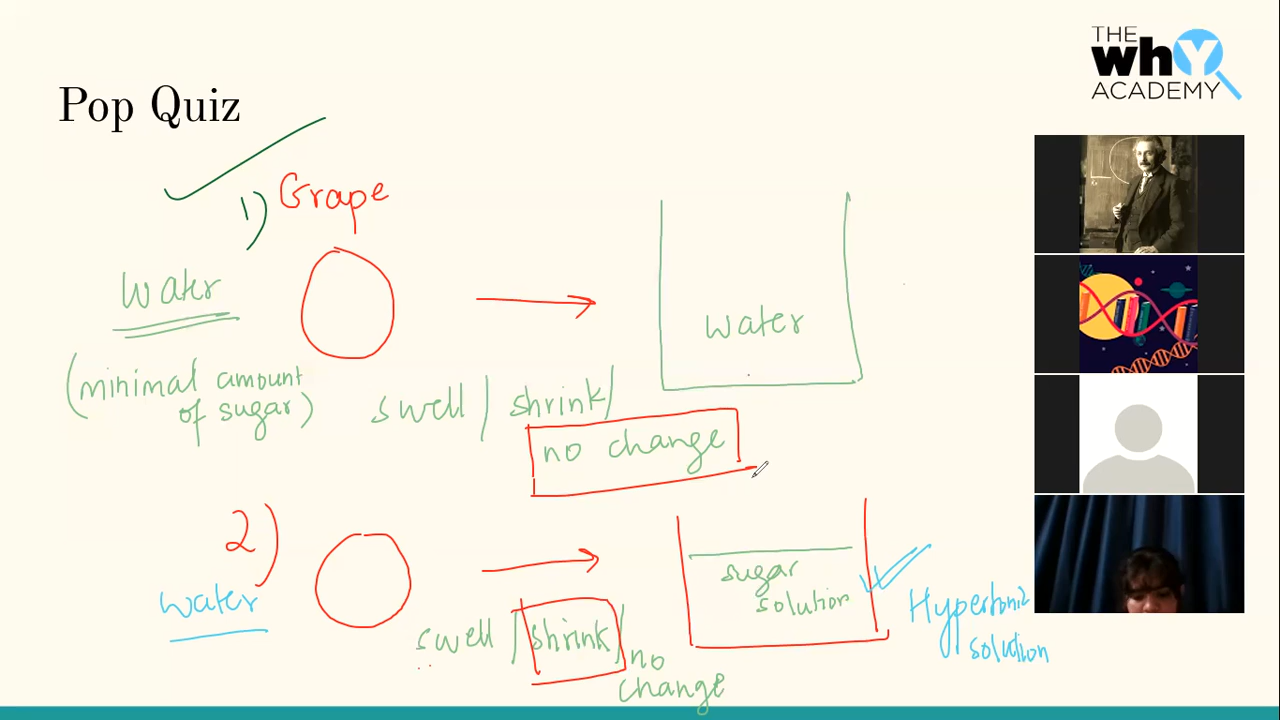 THE
whY
ACADEMY
Pop Quiz
1) Grape
water
(minimal amount
of sugar)
water
swell / shrink /
no change
2)
water
sugar
solution
swell / shrink /
no
change
Hypertonic
solution